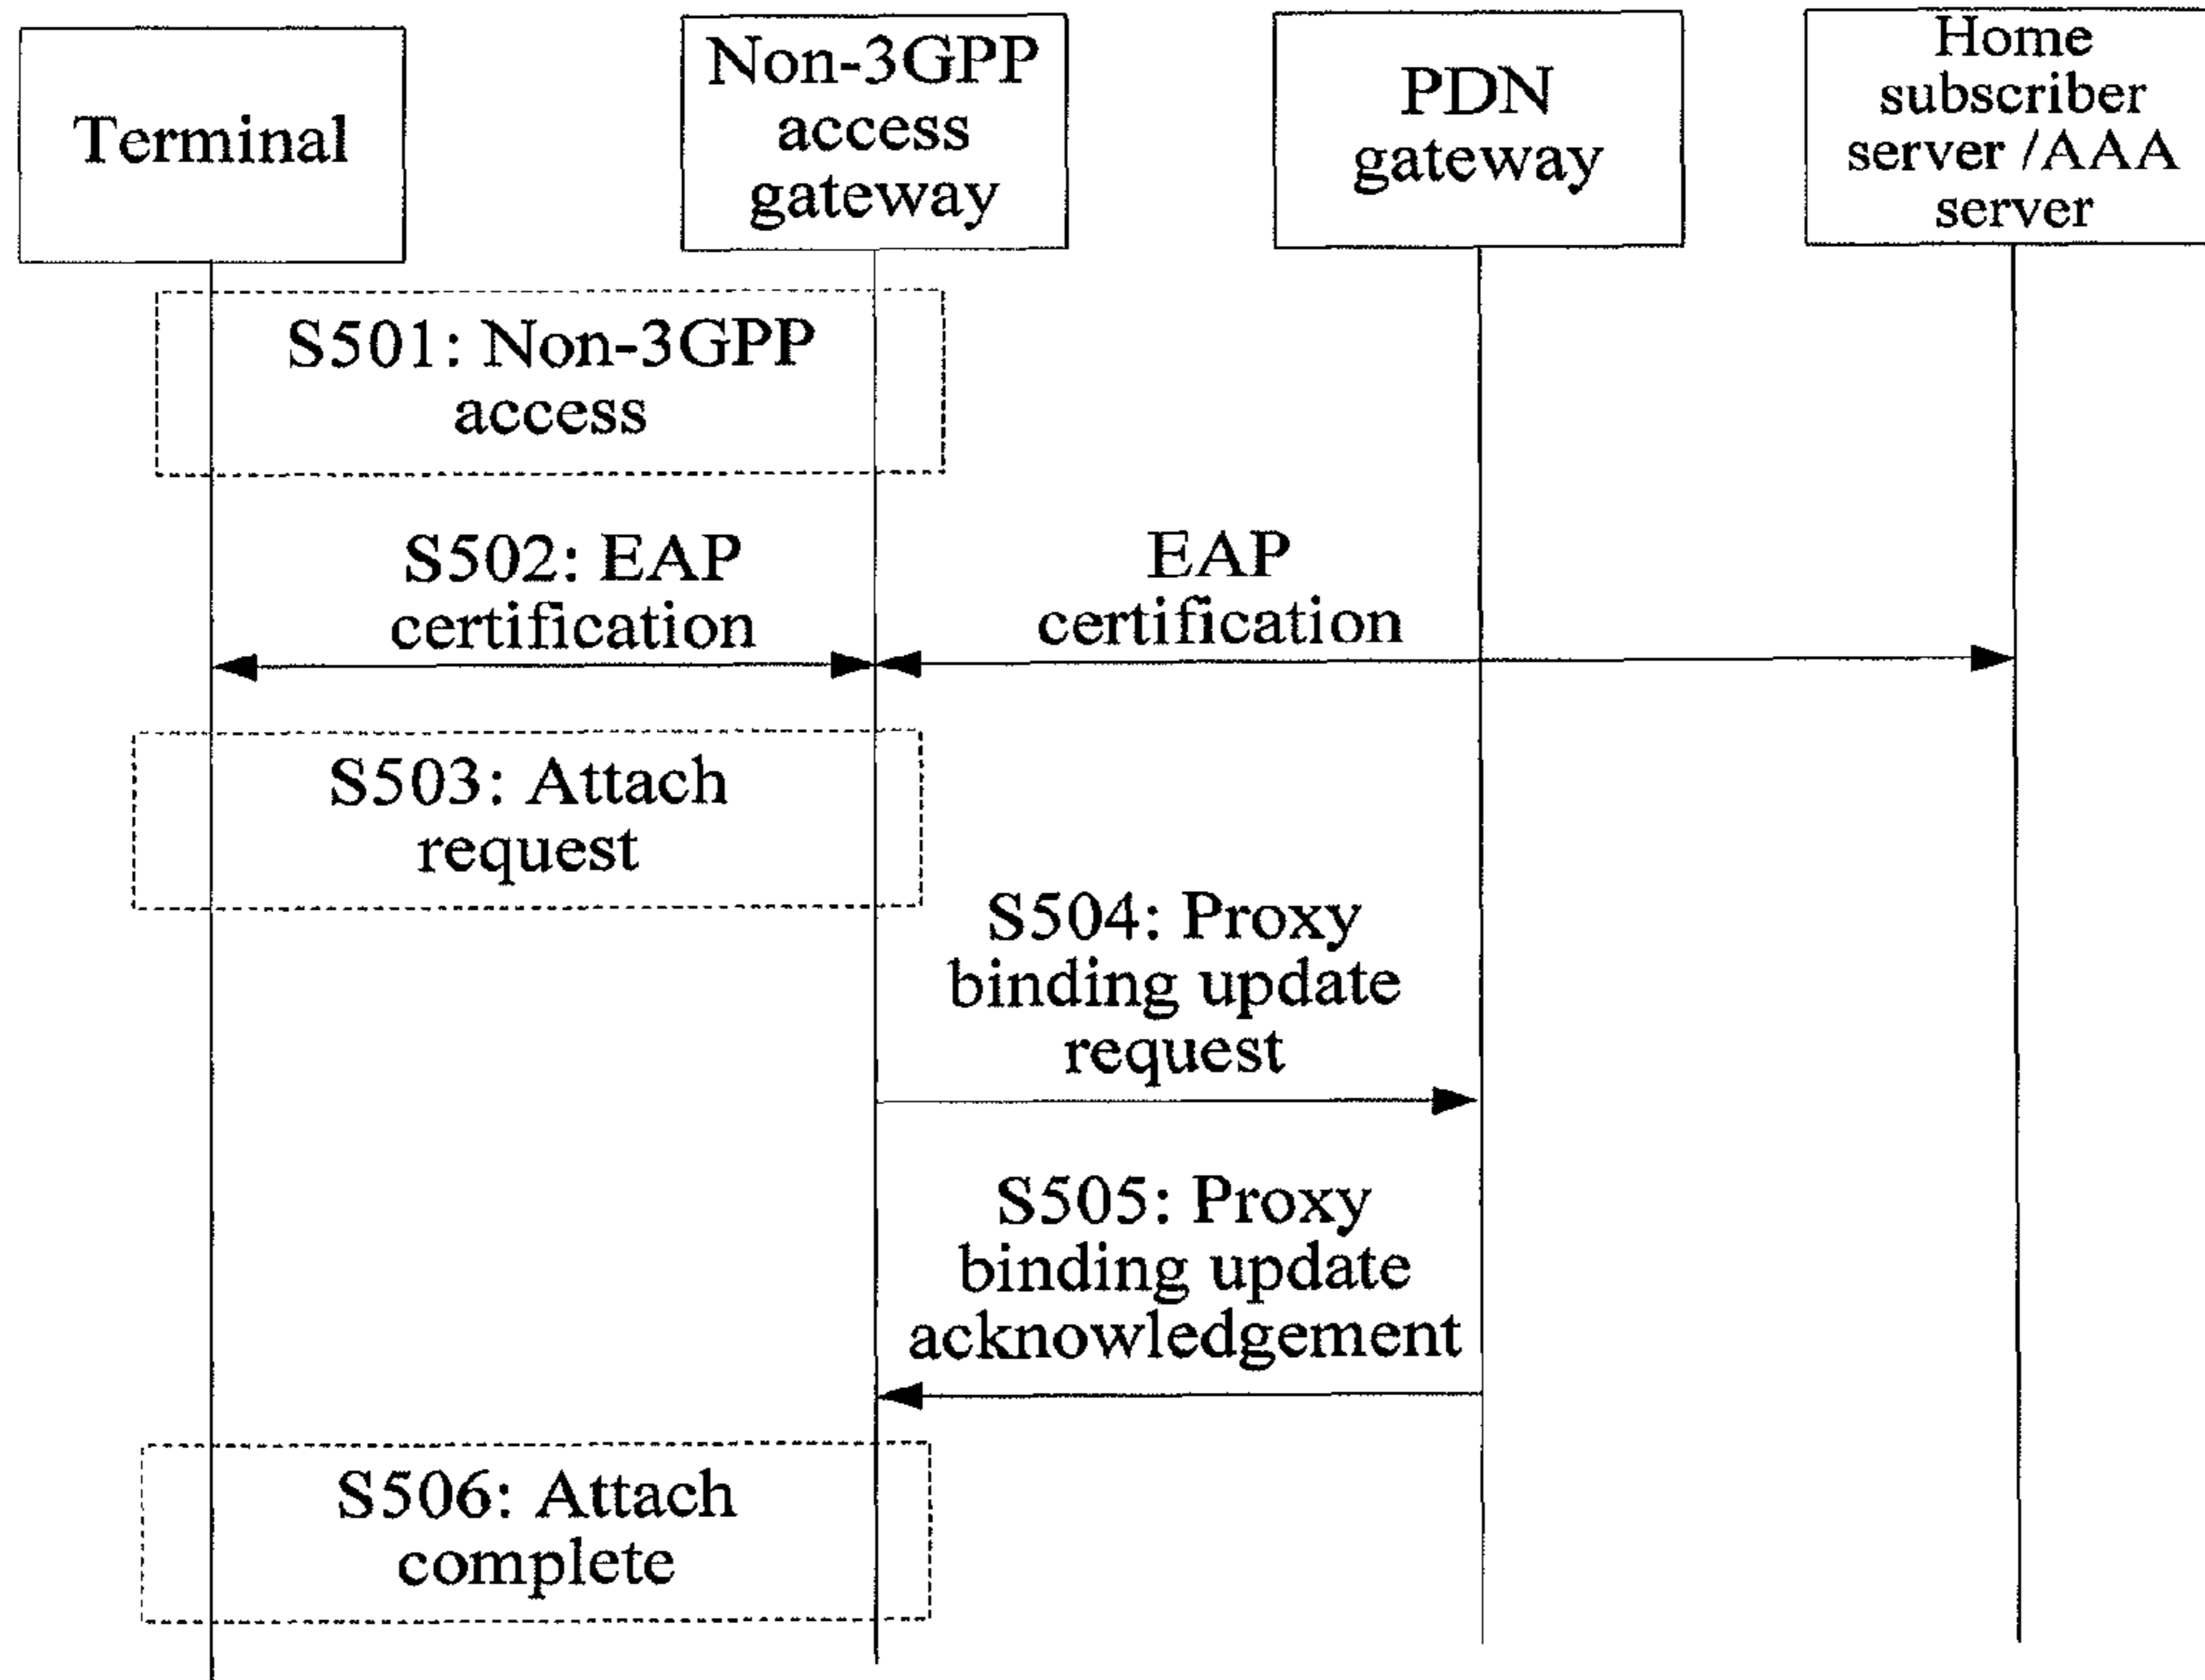 Terminal
Non-3GPP
access
gateway
PDN
gateway
Home
subscriber
server /AAA
server
S501: Non-3GPP
access
S502: EAP
certification
EAP
certification
S503: Attach
request
S504: Proxy
binding update
request
S505: Proxy
binding update
acknowledgement
S506: Attach
complete